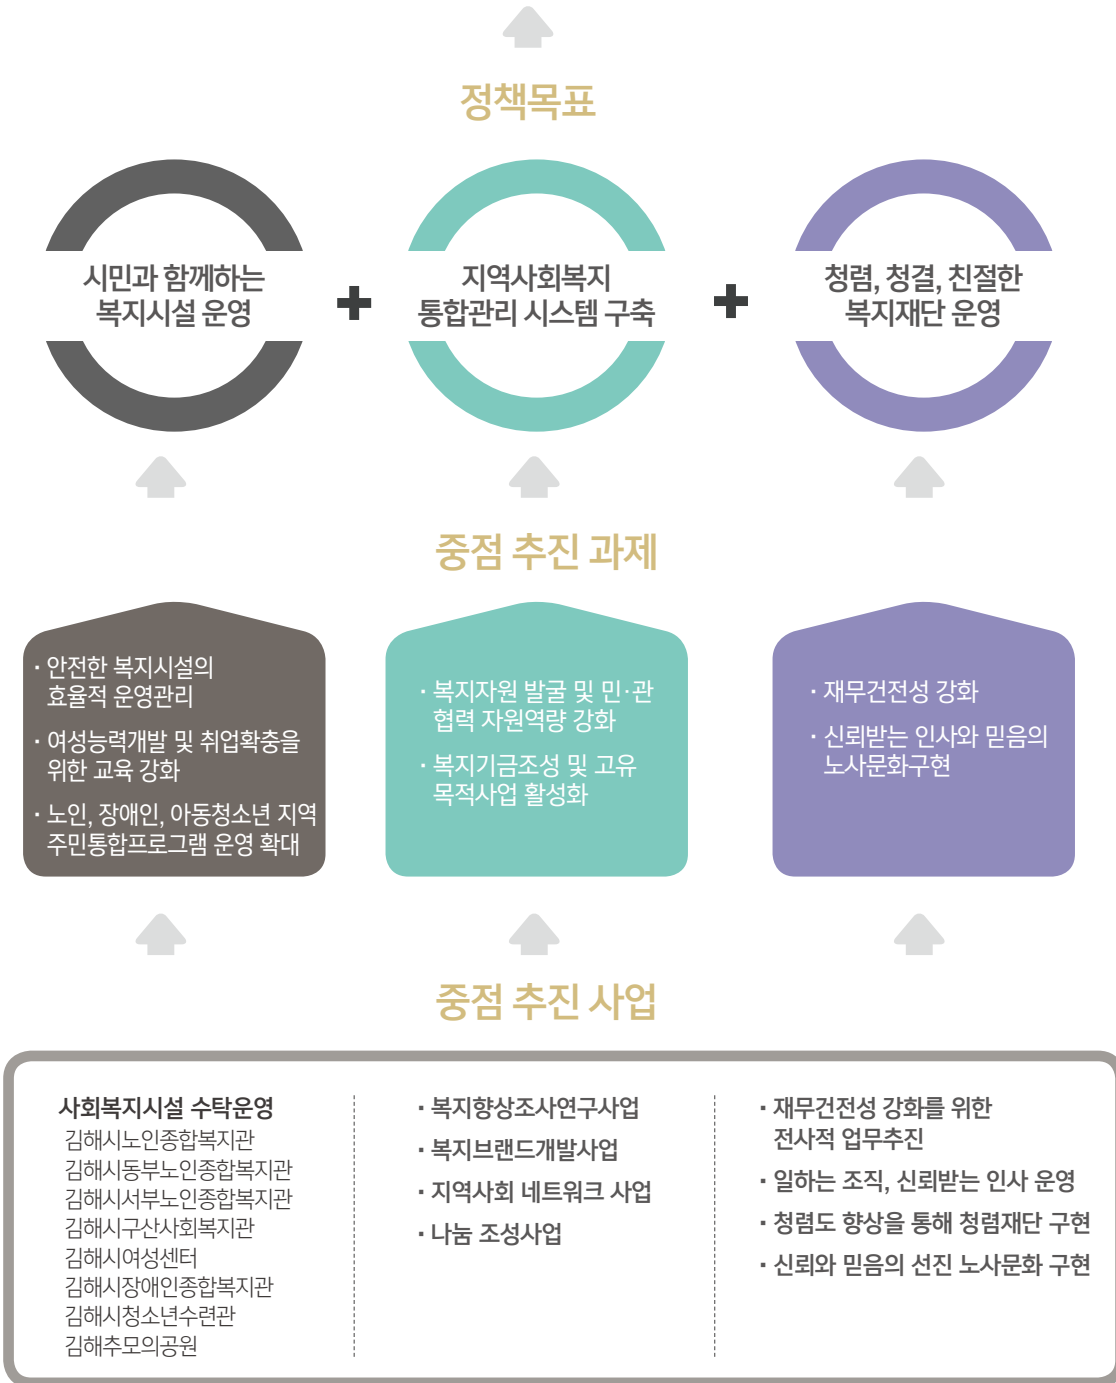 정책목표
시민과 함께하는
복지시설 운영
지역사회복지
통합관리 시스템 구축
청렴, 청결, 친절한
복지재단 운영
중점 추진 과제
· 안전한 복지시설의
효율적 운영관리
· 여성능력개발 및 취업확충을
위한 교육 강화
· 노인, 장애인, 아동청소년 지역
주민통합프로그램 운영 확대
· 복지자원 발굴 및 민·관
협력 자원역량 강화
· 복지기금조성 및 고유
목적사업 활성화
· 재무건전성 강화
· 신뢰받는 인사와 믿음의
노사문화구현
중점 추진 사업
사회복지시설 수탁운영
김해시노인종합복지관
김해시동부노인종합복지관
김해시서부노인종합복지관
김해시구산사회복지관
김해시여성센터
김해시장애인종합복지관
김해시청소년수련관
김해추모의공원
· 복지향상조사연구사업
· 복지브랜드개발사업
· 지역사회 네트워크 사업
· 나눔 조성사업
· 재무건전성 강화를 위한
전사적 업무추진
· 일하는 조직, 신뢰받는 인사 운영
· 청렴도 향상을 통해 청렴재단 구현
· 신뢰와 믿음의 선진 노사문화 구현